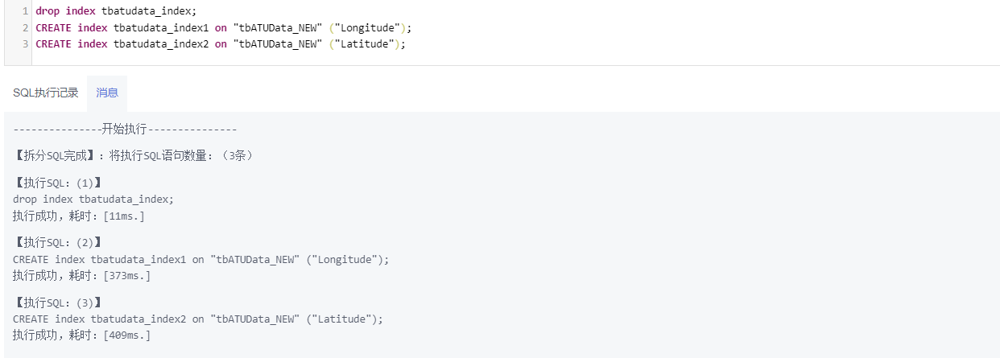 1 drop index tbatudata_index;
2 CREATE index tbatudata_index1 on "tbATUData_NEW" ("Longitude");
3 CREATE index tbatudata_index2 on "tbATUData_NEW" ("Latitude");
SQL执行记录 消息
---------------开始执行---------------
【拆分SQL完成】：将执行SQL语句数量：（3条）
【执行SQL：(1)】
drop index tbatudata_index;
执行成功，耗时：[11ms.]
【执行SQL：(2)】
CREATE index tbatudata_index1 on "tbATUData_NEW" ("Longitude");
执行成功，耗时：[373ms.]
【执行SQL：(3)】
CREATE index tbatudata_index2 on "tbATUData_NEW" ("Latitude");
执行成功，耗时：[409ms.]